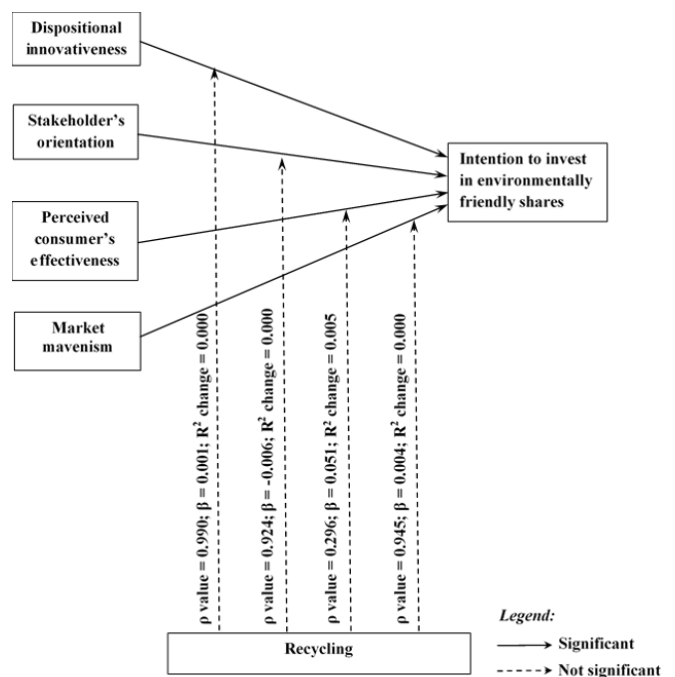 Dispositional
innovativeness
Stakeholder's
orientation
Perceived
consumer's
effectiveness
Market
mavenism
Intention to invest
in environmentally
friendly shares
ρ value = 0.990; β = 0.001; R² change = 0.000
ρ value = 0.924; β = -0.006; R² change = 0.000
ρ value = 0.296; β = 0.051; R² change = 0.005
ρ value = 0.945; β = 0.004; R² change = 0.000
Recycling
Legend:
Significant
Not significant